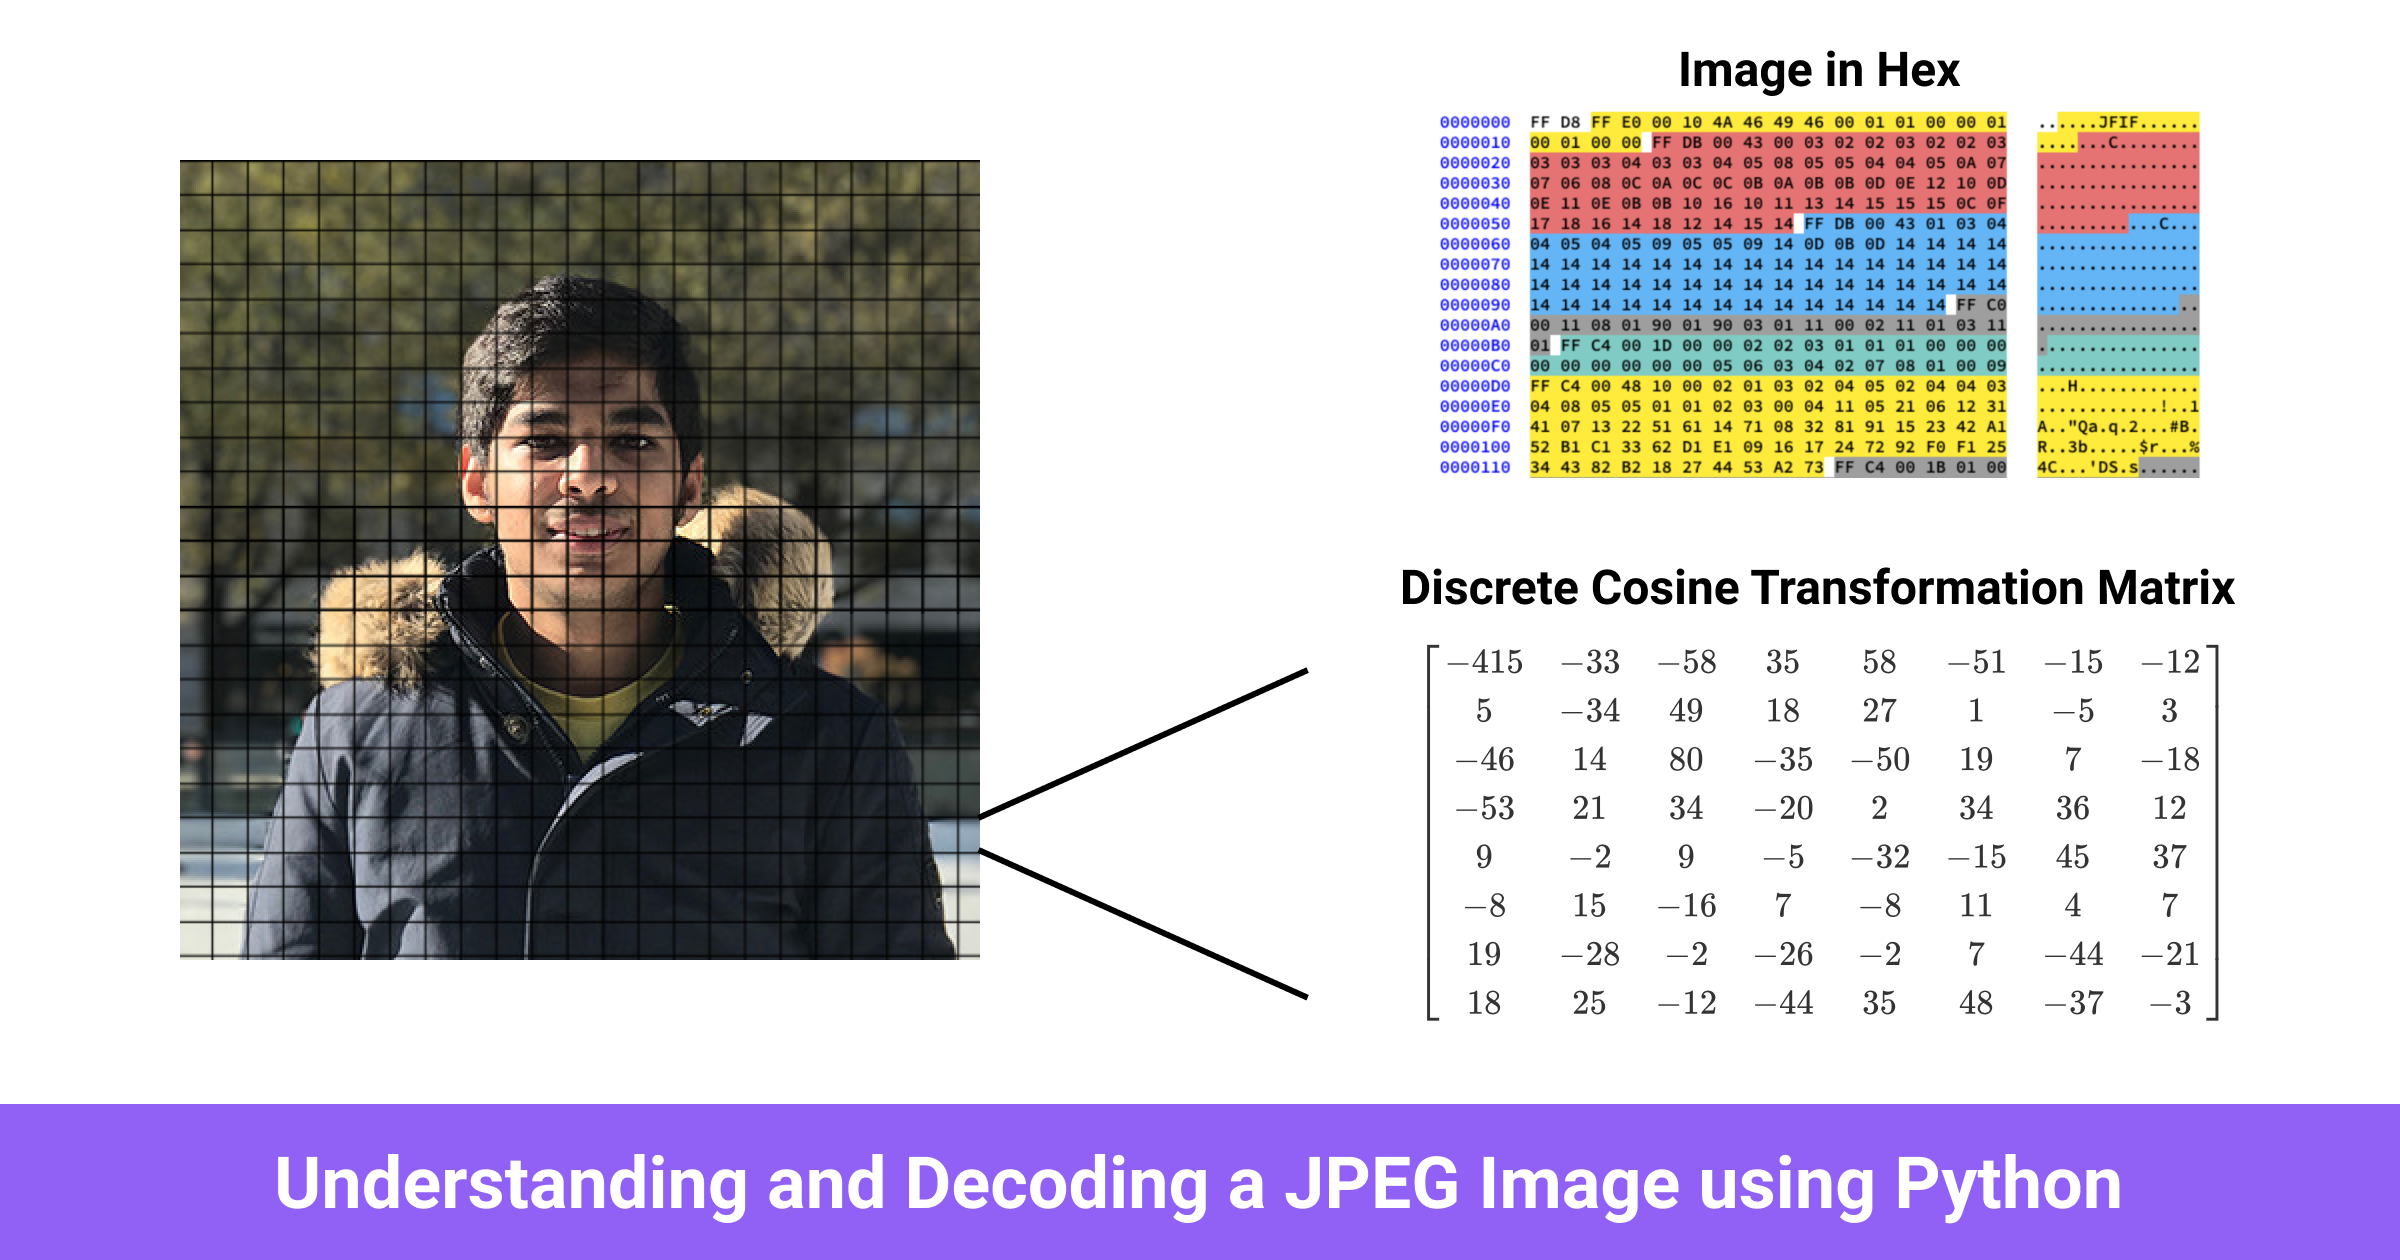 Image in Hex
0000000 FF D8 FF E0 00 10 4A 46 49 46 00 01 01 00 00 01 ......JFIF......
0000010 00 01 00 00 FF DB 00 43 00 03 02 02 03 02 02 03 .......C........
0000020 03 03 03 04 03 03 04 05 08 05 05 04 04 05 0A 07 ................
0000030 07 06 08 0C 0A 0C 0C 0B 0A 0B 0B 0D 0E 12 10 0D ................
0000040 0E 11 0E 0B 0B 10 16 10 11 13 14 15 15 15 0C 0F ................
0000050 17 18 16 14 18 12 14 15 14 FF DB 00 43 01 03 04 ............C...
0000060 04 05 04 05 09 05 05 09 14 0D 0B 0D 14 14 14 14 ................
0000070 14 14 14 14 14 14 14 14 14 14 14 14 14 14 14 14 ................
0000080 14 14 14 14 14 14 14 14 14 14 14 14 14 14 14 14 ................
0000090 14 14 14 14 14 14 14 14 14 14 14 14 14 14 FF C0 ................
00000A0 00 11 08 01 90 01 90 03 01 11 00 02 11 01 03 11 ................
00000B0 01 FF C4 00 1D 00 00 02 02 03 01 01 01 00 00 00 ................
00000C0 00 00 00 00 00 00 05 06 03 04 02 07 08 01 00 09 ................
00000D0 FF C4 00 48 10 00 02 01 03 02 04 05 02 04 04 03 ...H............
00000E0 04 08 05 05 01 01 02 03 00 04 11 05 21 06 12 31 ............!..1
00000F0 41 07 13 22 51 61 14 71 08 32 81 91 15 23 42 A1 A.."Qa.q.2...#B.
0000100 52 B1 C1 33 62 D1 E1 09 16 17 24 72 92 F0 F1 25 R..3b.....$r...%
0000110 34 43 82 B2 18 27 44 53 A2 73 FF C4 00 1B 01 00 4C...'DS.s......
Discrete Cosine Transformation Matrix
−415 −33 −58 35 58 −51 −15 −12
5 −34 49 18 27 1 −5 3
−46 14 80 −35 −50 19 7 −18
−53 21 34 −20 2 34 36 12
9 −2 9 −5 −32 −15 45 37
−8 15 −16 7 −8 11 4 7
19 −28 −2 −26 −2 7 −44 −21
18 25 −12 −44 35 48 −37 −3
Understanding and Decoding a JPEG Image using Python